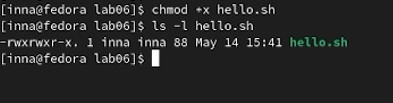 [inna@fedora lab06]$ chmod +x hello.sh
[inna@fedora lab06]$ ls -l hello.sh
-rwxrwxr-x. 1 inna inna 88 May 14 15:41 hello.sh
[inna@fedora lab06]$